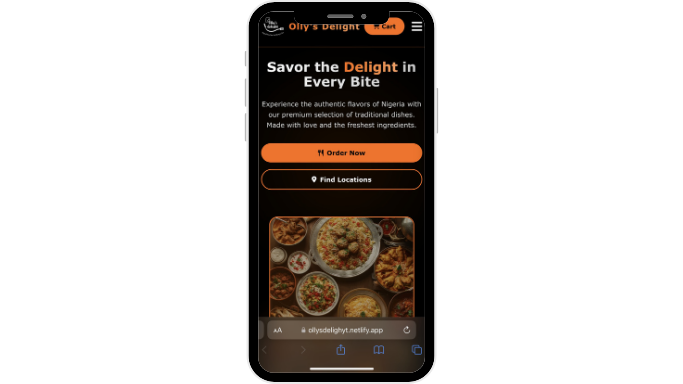 Olly's Delight
Cart
Savor the Delight in
Every Bite
Experience the authentic flavors of Nigeria with
our premium selection of traditional dishes.
Made with love and the freshest ingredients.
Order Now
Find Locations
AA
ollysdelighyt.netlify.app